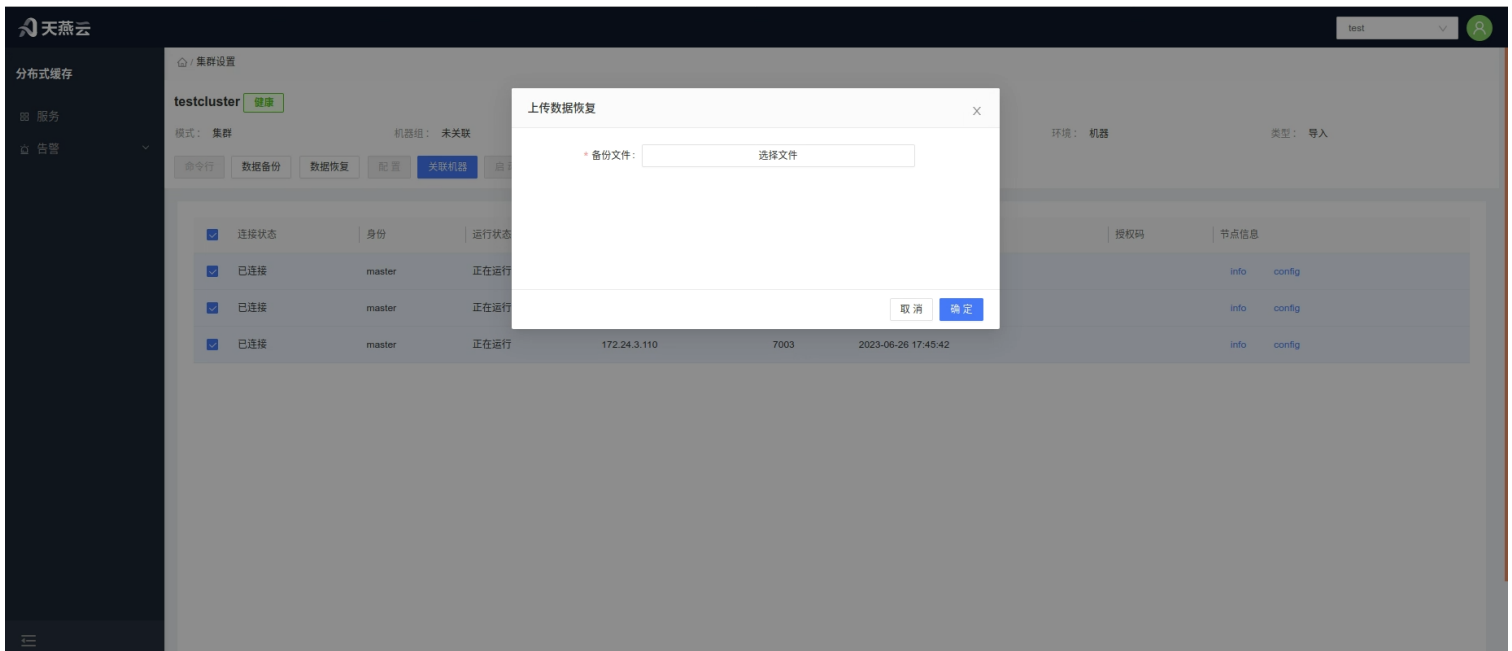 天燕云
test
分布式缓存
服务
告警
/ 集群设置
testcluster 健康
模式： 集群
机器组： 未关联
环境： 机器
类型： 导入
命令行 数据备份 数据恢复 配置 关联机器
上传数据恢复
* 备份文件： 选择文件
取消 确定
连接状态 身份 运行状态 授权码 节点信息
已连接 master 正在运行 info config
已连接 master 正在运行 info config
已连接 master 正在运行 172.24.3.110 7003 2023-06-26 17:45:42 info config